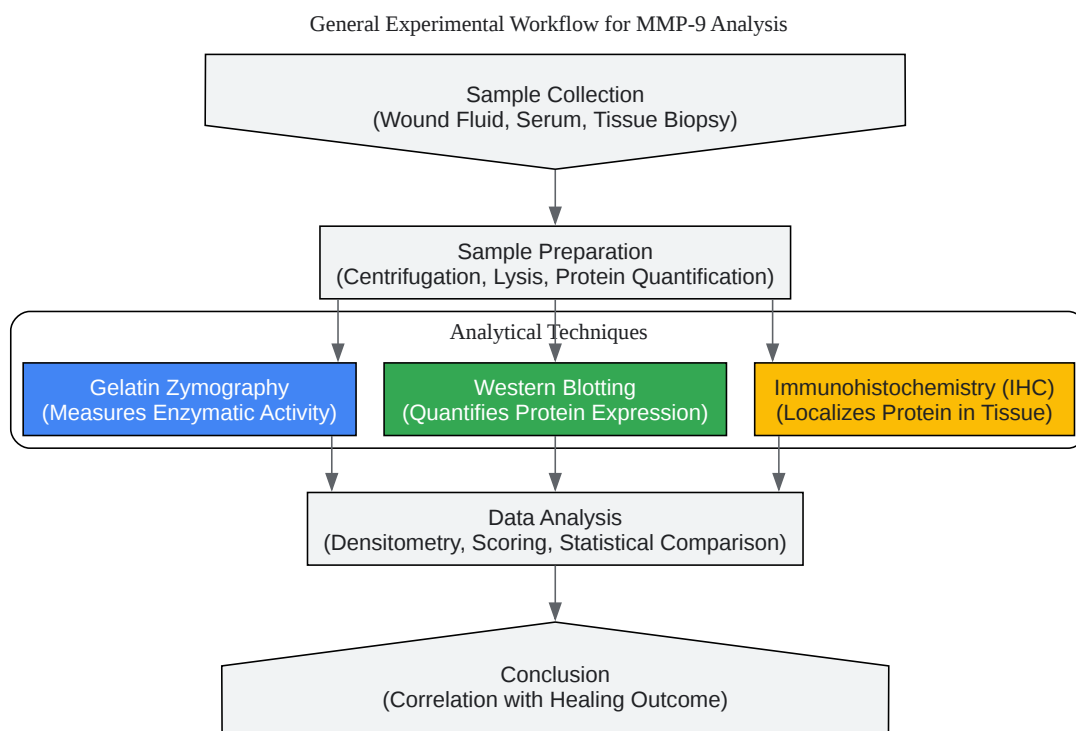 General Experimental Workflow for MMP-9 Analysis
Sample Collection
(Wound Fluid, Serum, Tissue Biopsy)
Sample Preparation
(Centrifugation, Lysis, Protein Quantification)
Analytical Techniques
Gelatin Zymography
(Measures Enzymatic Activity)
Western Blotting
(Quantifies Protein Expression)
Immunohistochemistry (IHC)
(Localizes Protein in Tissue)
Data Analysis
(Densitometry, Scoring, Statistical Comparison)
Conclusion
(Correlation with Healing Outcome)